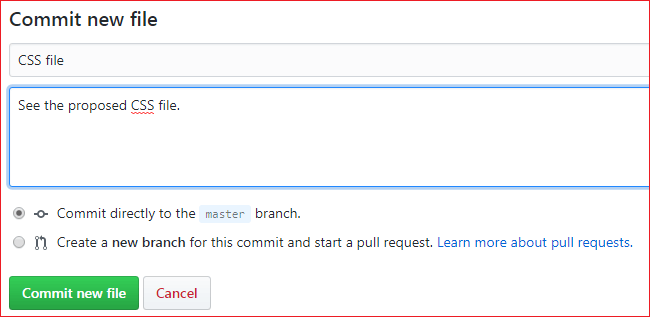 Commit new file
CSS file
See the proposed CSS file.
Commit directly to the master branch.
Create a new branch for this commit and start a pull request. Learn more about pull requests.
Commit new file Cancel